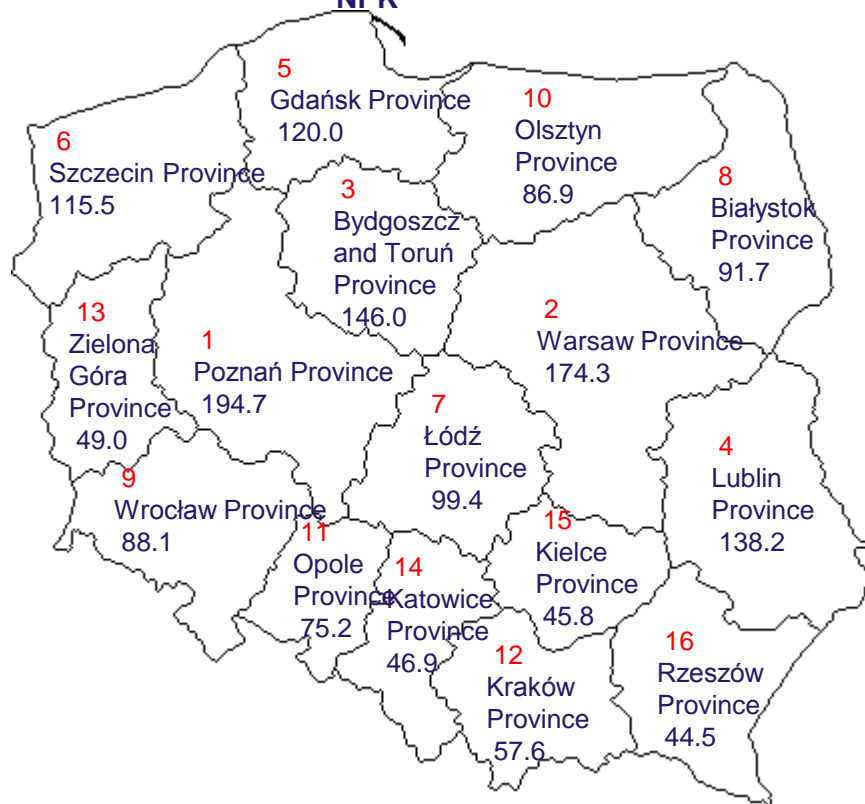 NPK
5
Gdańsk Province
120.0
10
Olsztyn
Province
86.9
6
Szczecin Province
115.5
3
Bydgoszcz
and Toruń
Province
146.0
8
Białystok
Province
91.7
13
Zielona
Góra
Province
49.0
1
Poznań Province
194.7
2
Warsaw Province
174.3
7
Łódź
Province
99.4
4
Lublin
Province
138.2
9
Wrocław Province
88.1
11
Opole
Province
75.2
14
Katowice
Province
46.9
15
Kielce
Province
45.8
12
Kraków
Province
57.6
16
Rzeszów
Province
44.5